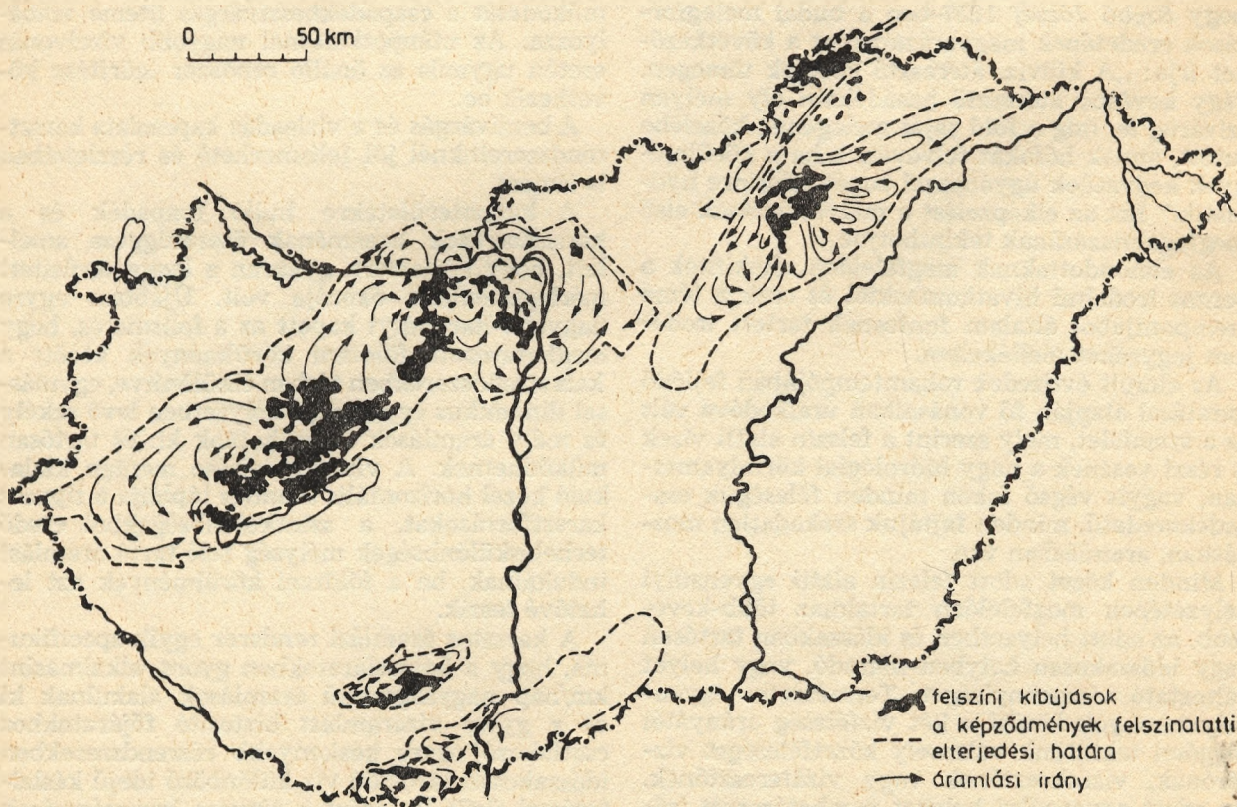 0 50 km
felszíni kibújások
a képződmények felszínalatti
elterjedési határa
áramlási irány